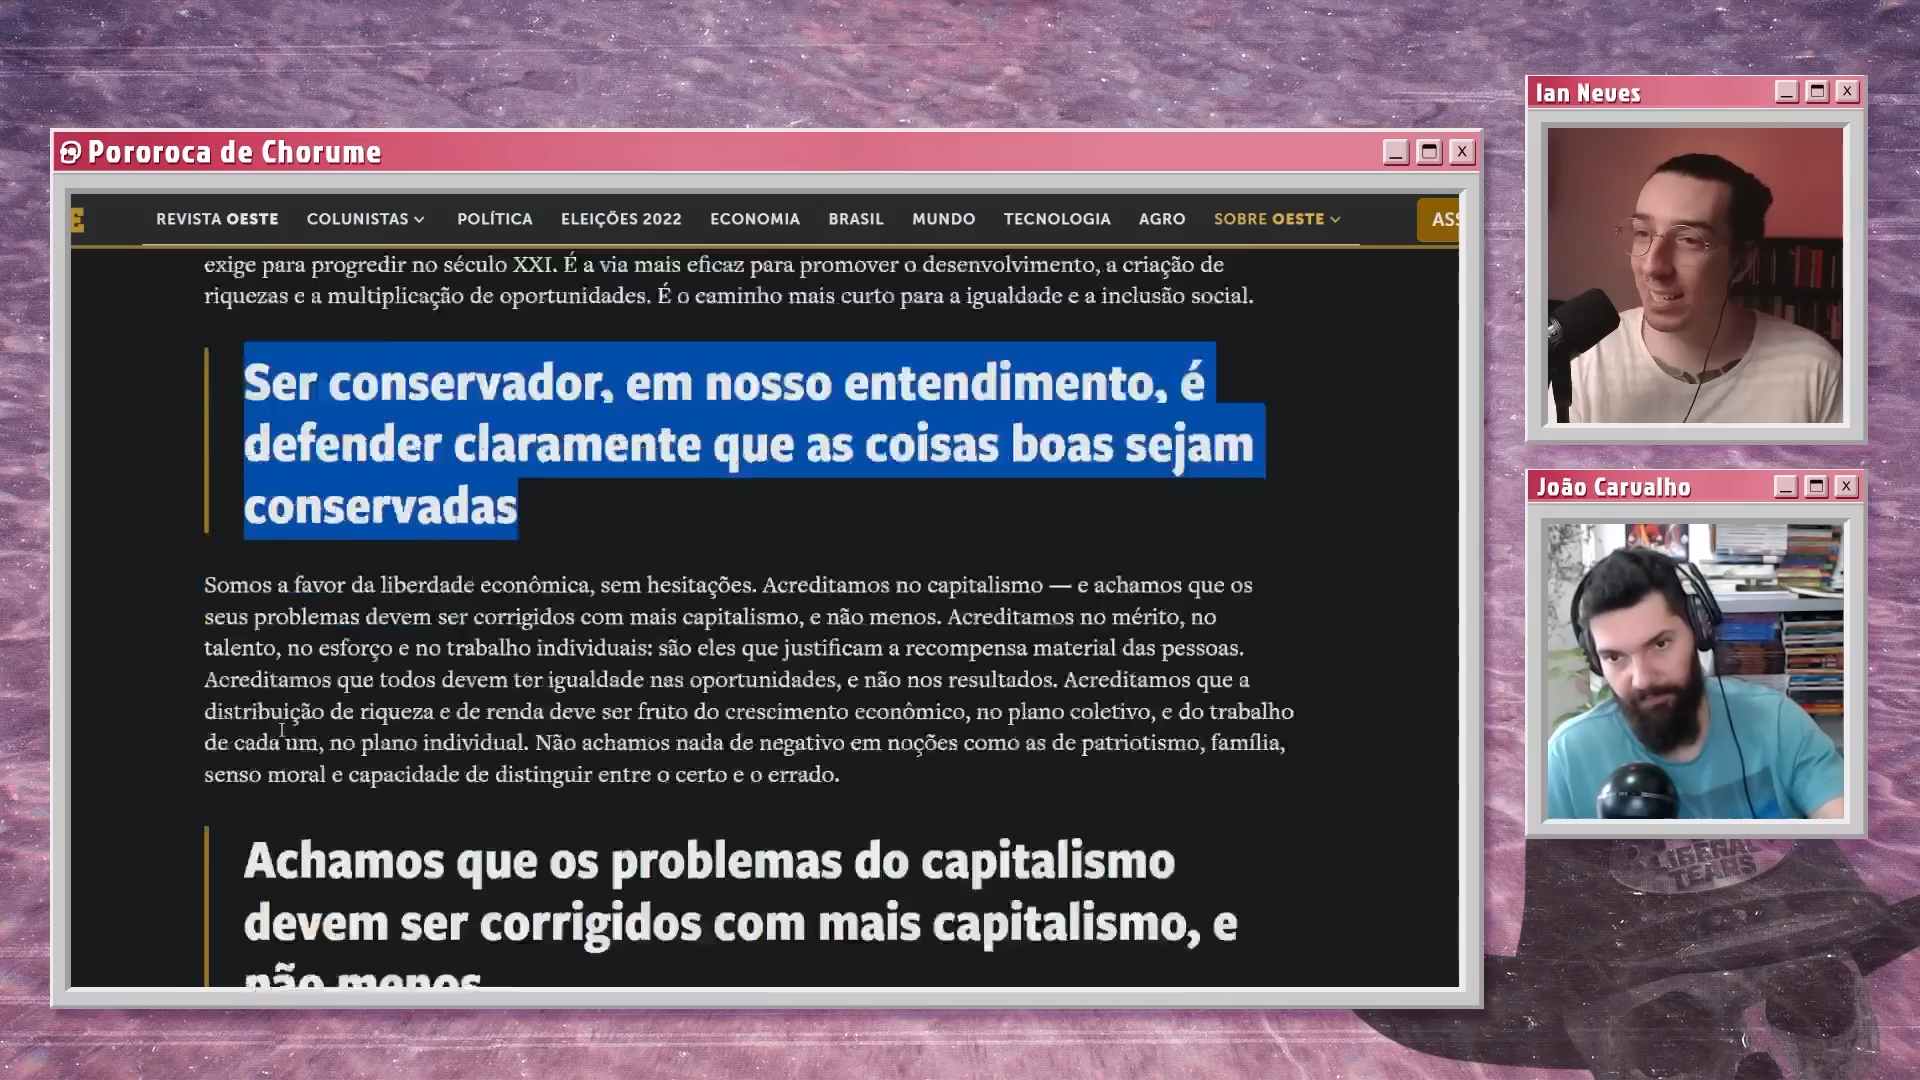 Pororoca de Chorume
E
REVISTA OESTE COLUNISTAS POLÍTICA ELEIÇÕES 2022 ECONOMIA BRASIL MUNDO TECNOLOGIA AGRO SOBRE OESTE ASS
exige para progredir no século XXI. É a via mais eficaz para promover o desenvolvimento, a criação de
riquezas e a multiplicação de oportunidades. É o caminho mais curto para a igualdade e a inclusão social.
Ser conservador, em nosso entendimento, é
defender claramente que as coisas boas sejam
conservadas
Somos a favor da liberdade econômica, sem hesitações. Acreditamos no capitalismo — e achamos que os
seus problemas devem ser corrigidos com mais capitalismo, e não menos. Acreditamos no mérito, no
talento, no esforço e no trabalho individuais: são eles que justificam a recompensa material das pessoas.
Acreditamos que todos devem ter igualdade nas oportunidades, e não nos resultados. Acreditamos que a
distribuição de riqueza e de renda deve ser fruto do crescimento econômico, no plano coletivo, e do trabalho
de cada um, no plano individual. Não achamos nada de negativo em noções como as de patriotismo, família,
senso moral e capacidade de distinguir entre o certo e o errado.
Achamos que os problemas do capitalismo
devem ser corrigidos com mais capitalismo, e
não menos
Ian Neves
João Carvalho
LIBERAL
TEARS